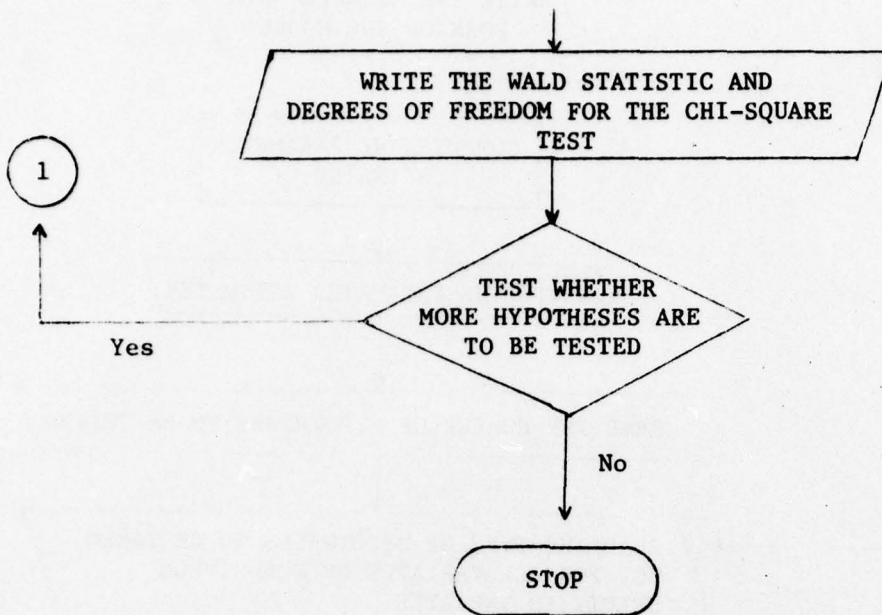 WRITE THE WALD STATISTIC AND
DEGREES OF FREEDOM FOR THE CHI-SQUARE
TEST
1
TEST WHETHER
MORE HYPOTHESES ARE
TO BE TESTED
Yes
No
STOP